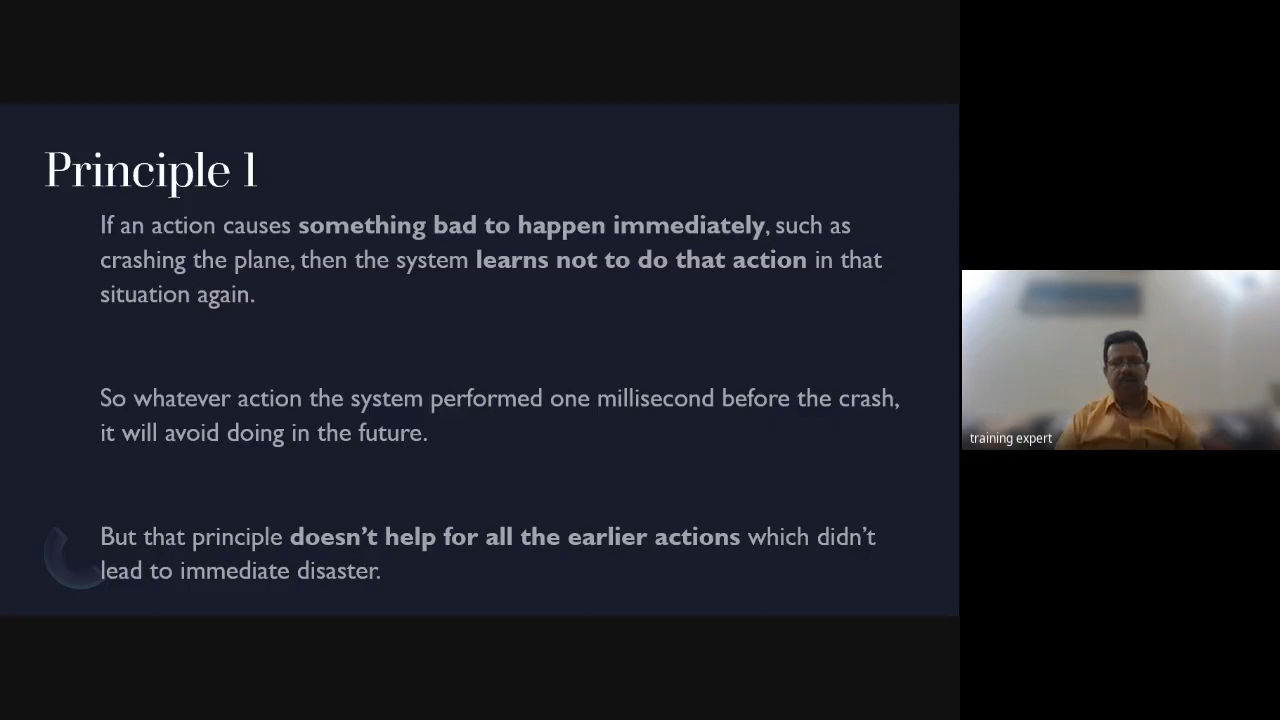 Principle 1
If an action causes something bad to happen immediately, such as
crashing the plane, then the system learns not to do that action in that
situation again.
So whatever action the system performed one millisecond before the crash,
it will avoid doing in the future.
But that principle doesn’t help for all the earlier actions which didn’t
lead to immediate disaster.
training expert